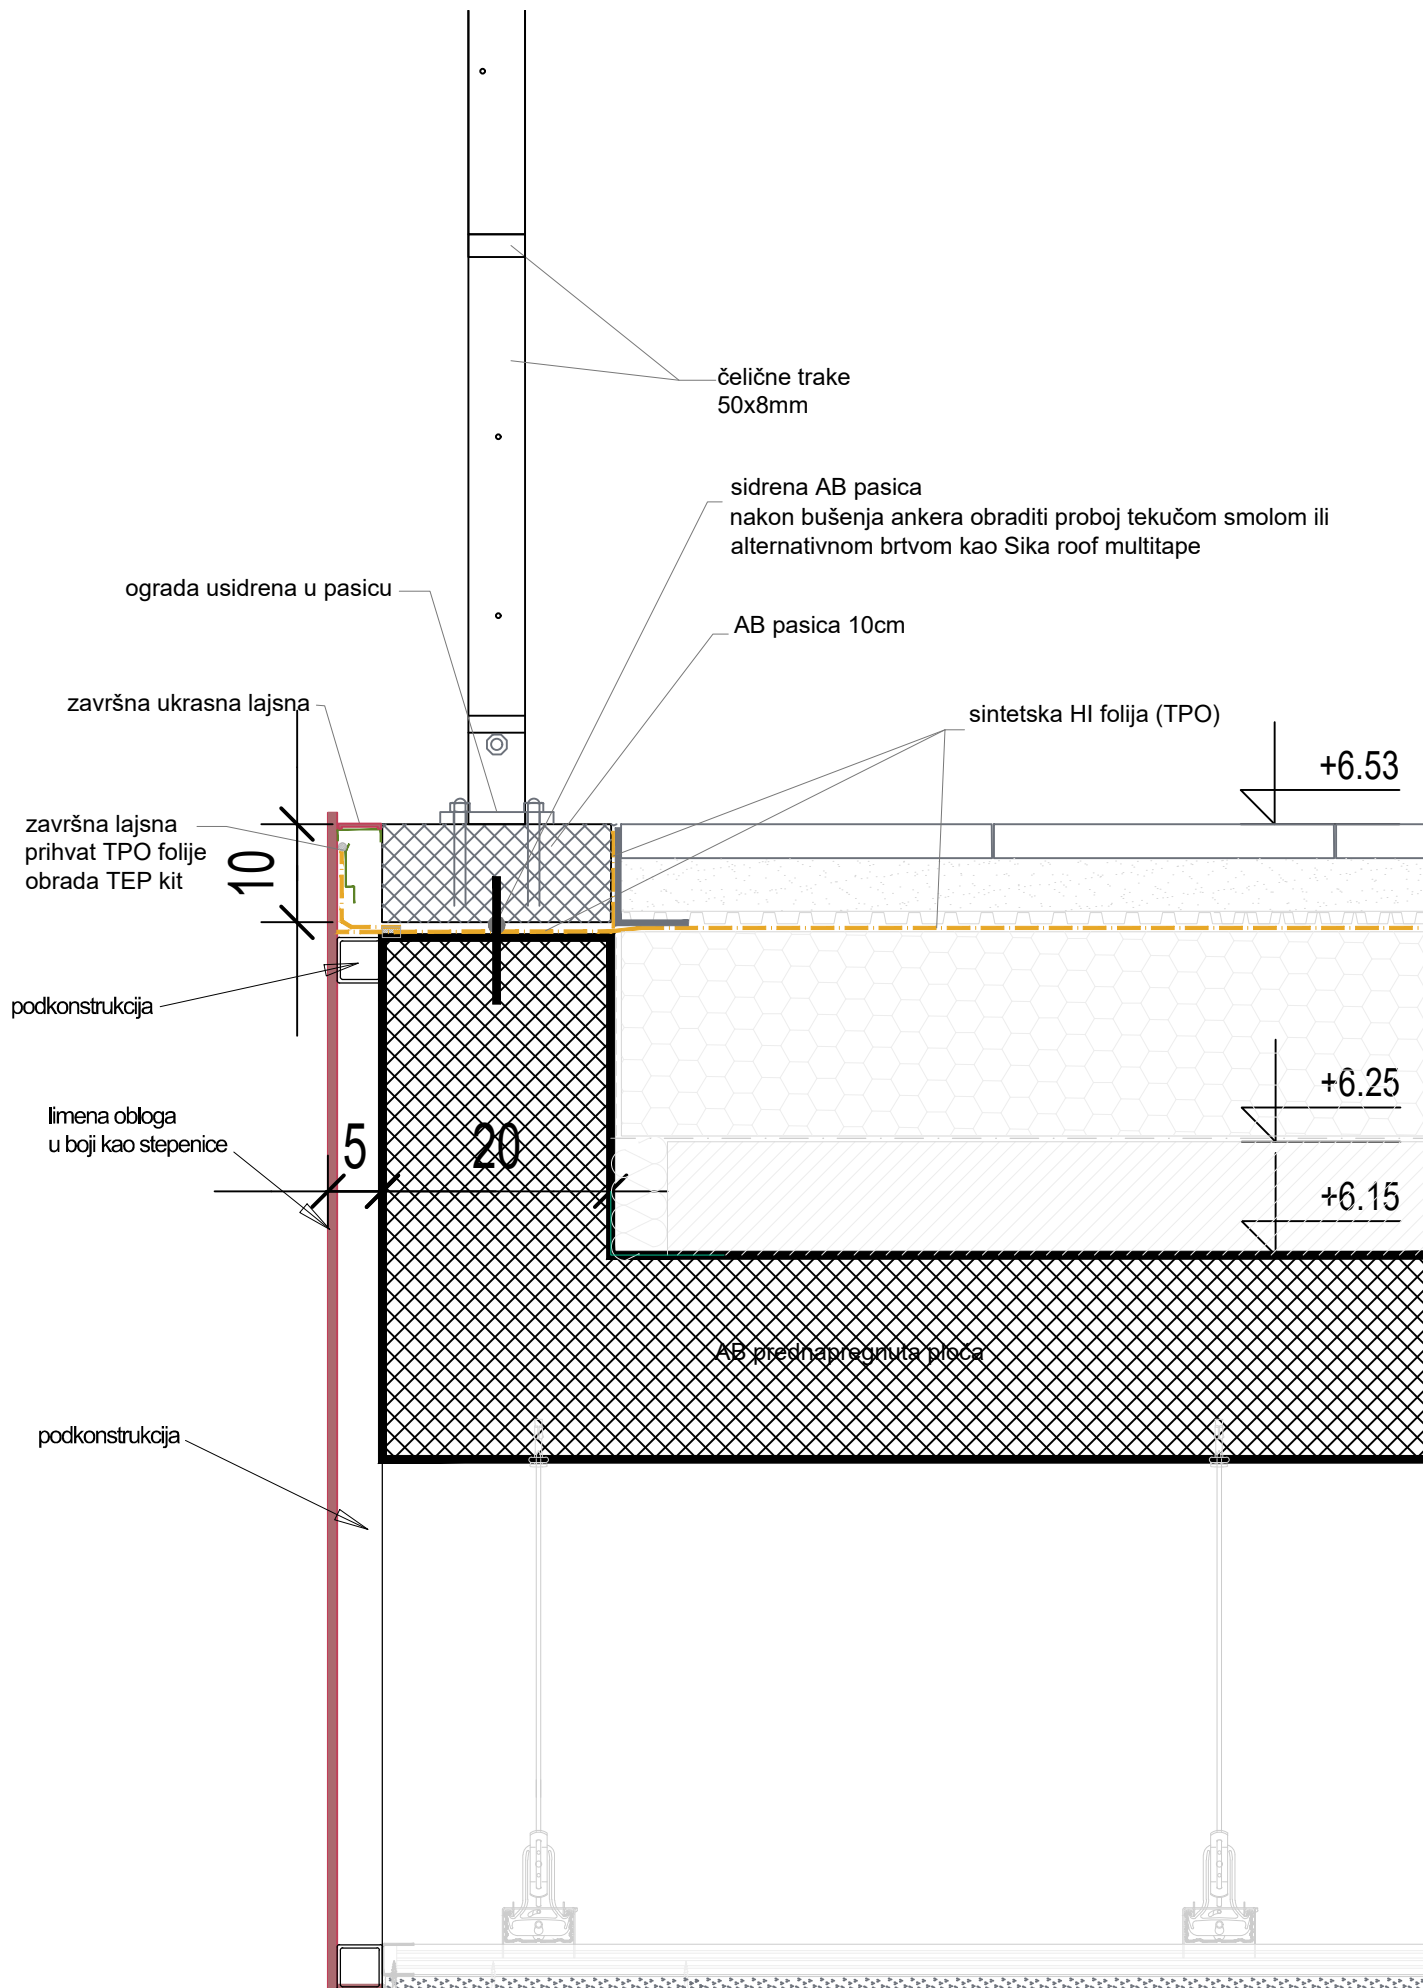 čelične trake
50x8mm
sidrena AB pasica
nakon bušenja ankera obraditi proboj tekučom smolom ili
alternativnom brtvom kao Sika roof multitape
ograda usidrena u pasicu
AB pasica 10cm
završna ukrasna lajsna
sintetska HI folija (TPO)
+6.53
završna lajsna
prihvat TPO folije
obrada TEP kit
10
podkonstrukcija
+6.25
limena obloga
u boji kao stepenice
5
20
+6.15
AB prednapregnuta ploča
podkonstrukcija